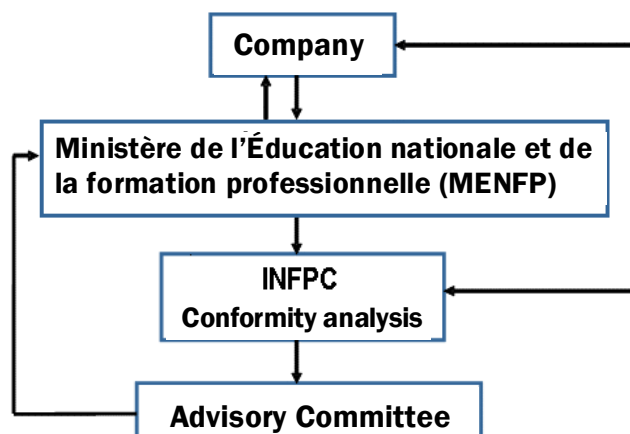 Company
Ministère de l'Éducation nationale et de
la formation professionnelle (MENFP)
INFPC
Conformity analysis
Advisory Committee